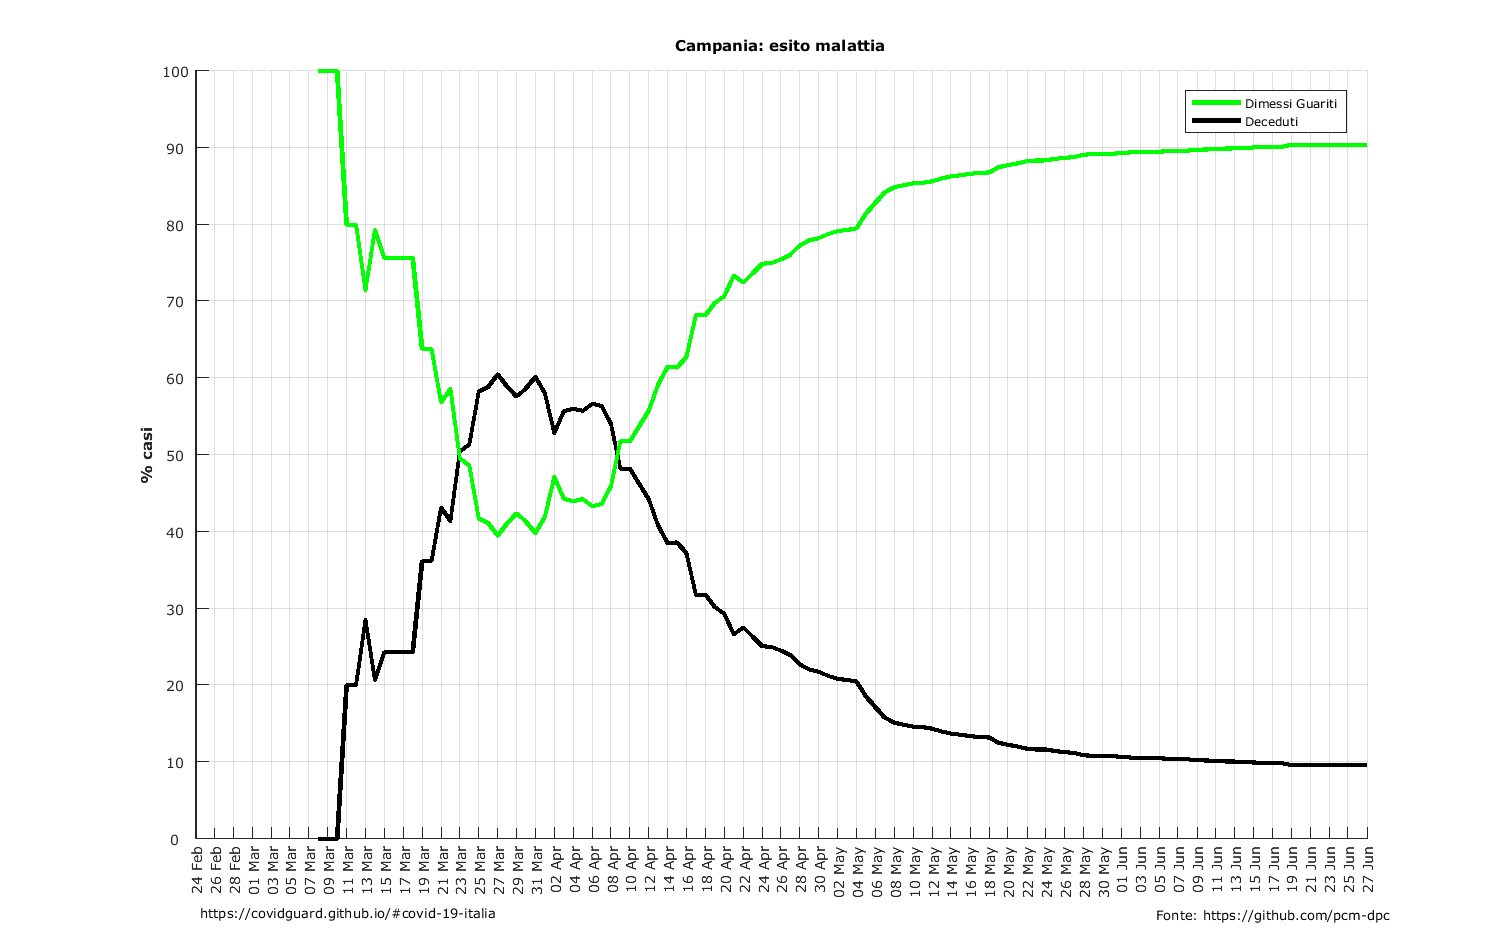 Campania: esito malattia
Dimessi Guariti
Deceduti
% casi
100
90
80
70
60
50
40
30
20
10
0
24 Feb
26 Feb
28 Feb
01 Mar
03 Mar
05 Mar
07 Mar
09 Mar
11 Mar
13 Mar
15 Mar
17 Mar
19 Mar
21 Mar
23 Mar
25 Mar
27 Mar
29 Mar
31 Mar
02 Apr
04 Apr
06 Apr
08 Apr
10 Apr
12 Apr
14 Apr
16 Apr
18 Apr
20 Apr
22 Apr
24 Apr
26 Apr
28 Apr
30 Apr
02 May
04 May
06 May
08 May
10 May
12 May
14 May
16 May
18 May
20 May
22 May
24 May
26 May
28 May
30 May
01 Jun
03 Jun
05 Jun
07 Jun
09 Jun
11 Jun
13 Jun
15 Jun
17 Jun
19 Jun
21 Jun
23 Jun
25 Jun
27 Jun
https://covidguard.github.io/#covid-19-italia
Fonte: https://github.com/pcm-dpc